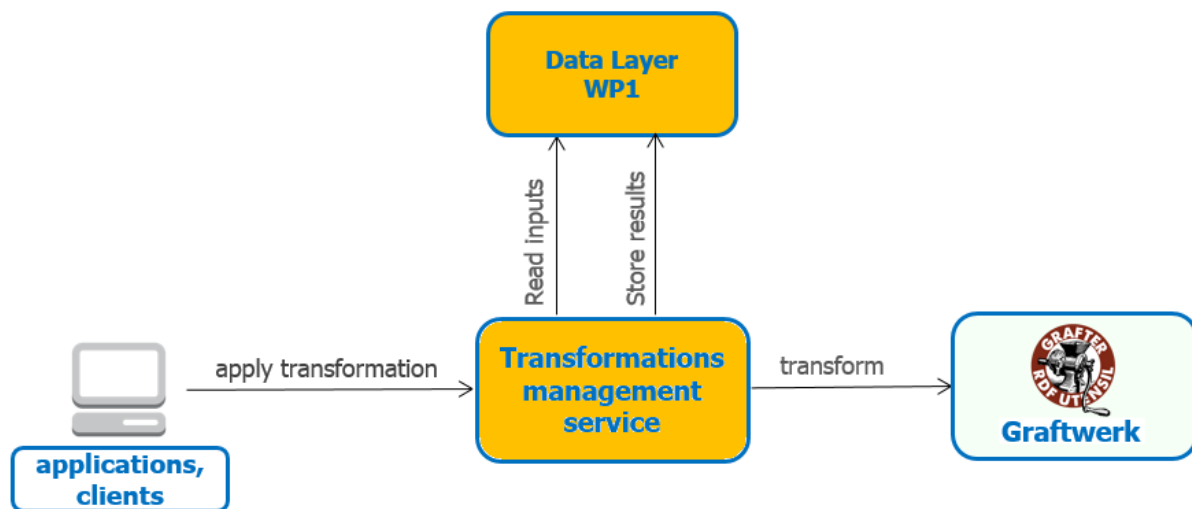 Data Layer
WP1
Read inputs
Store results
apply transformation
Transformations
management
service
transform
GRAFTER
RDF UTENSIL
Graftwerk
applications,
clients